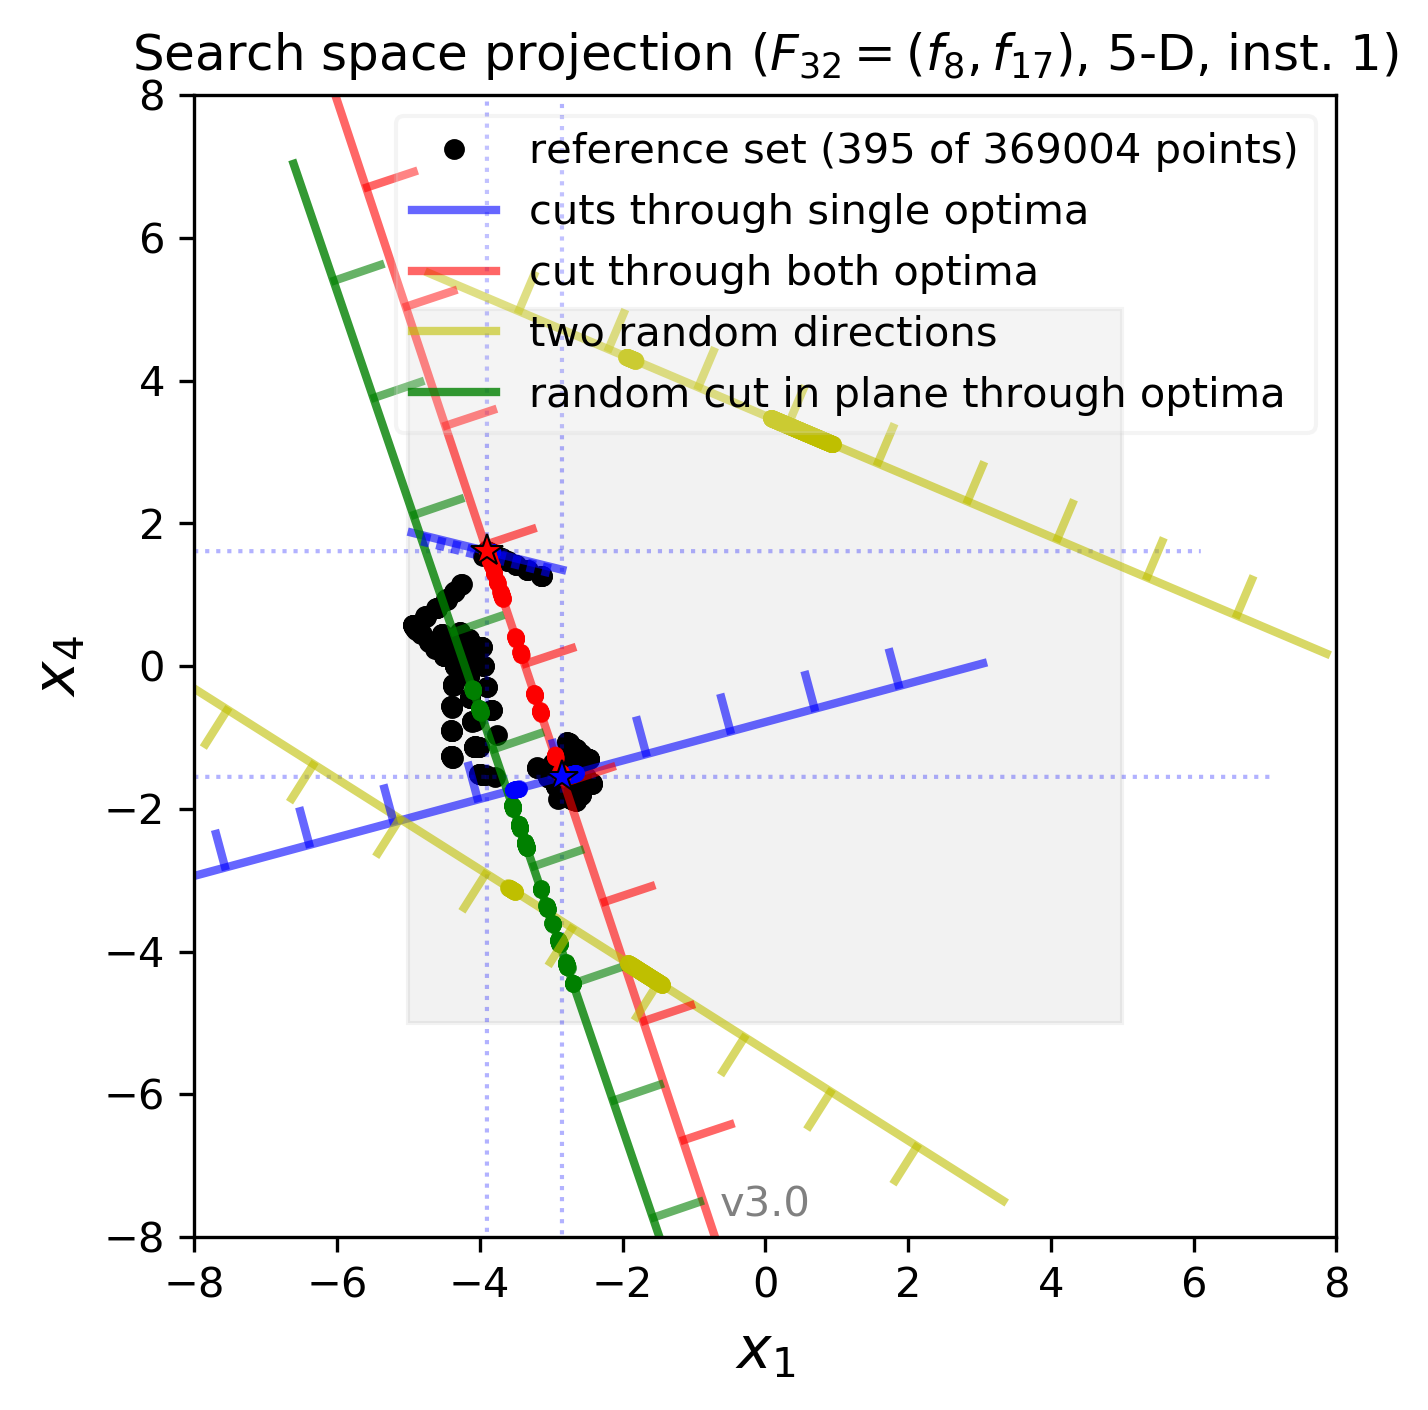 Search space projection (F₃₂ = (f₈, f₁₇), 5-D, inst. 1)
8
6
4
2
0
−2
−4
−6
−8
x₄
reference set (395 of 369004 points)
cuts through single optima
cut through both optima
two random directions
random cut in plane through optima
v3.0
−8 −6 −4 −2 0 2 4 6 8
x₁